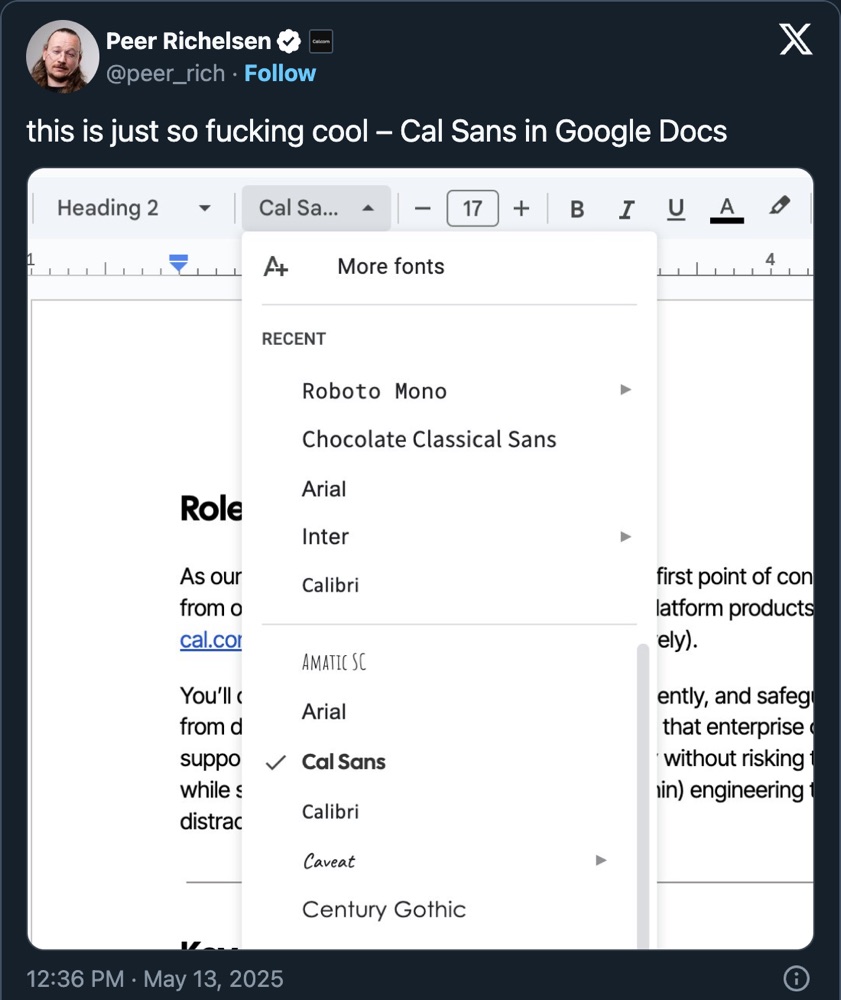 Peer Richelsen
@peer_rich · Follow
this is just so fucking cool – Cal Sans in Google Docs
Heading 2
Cal Sa...
− 17 +
B I U A
1
4
More fonts
RECENT
Roboto Mono
Chocolate Classical Sans
Arial
Inter
Calibri
Amatic SC
Arial
Cal Sans
Calibri
Caveat
Century Gothic
Role
As our first point of con
from o latform products
cal.cor ely).
You'll ently, and safeg
from d that enterprise
suppo without risking
while s in) engineering
distrac
12:36 PM · May 13, 2025